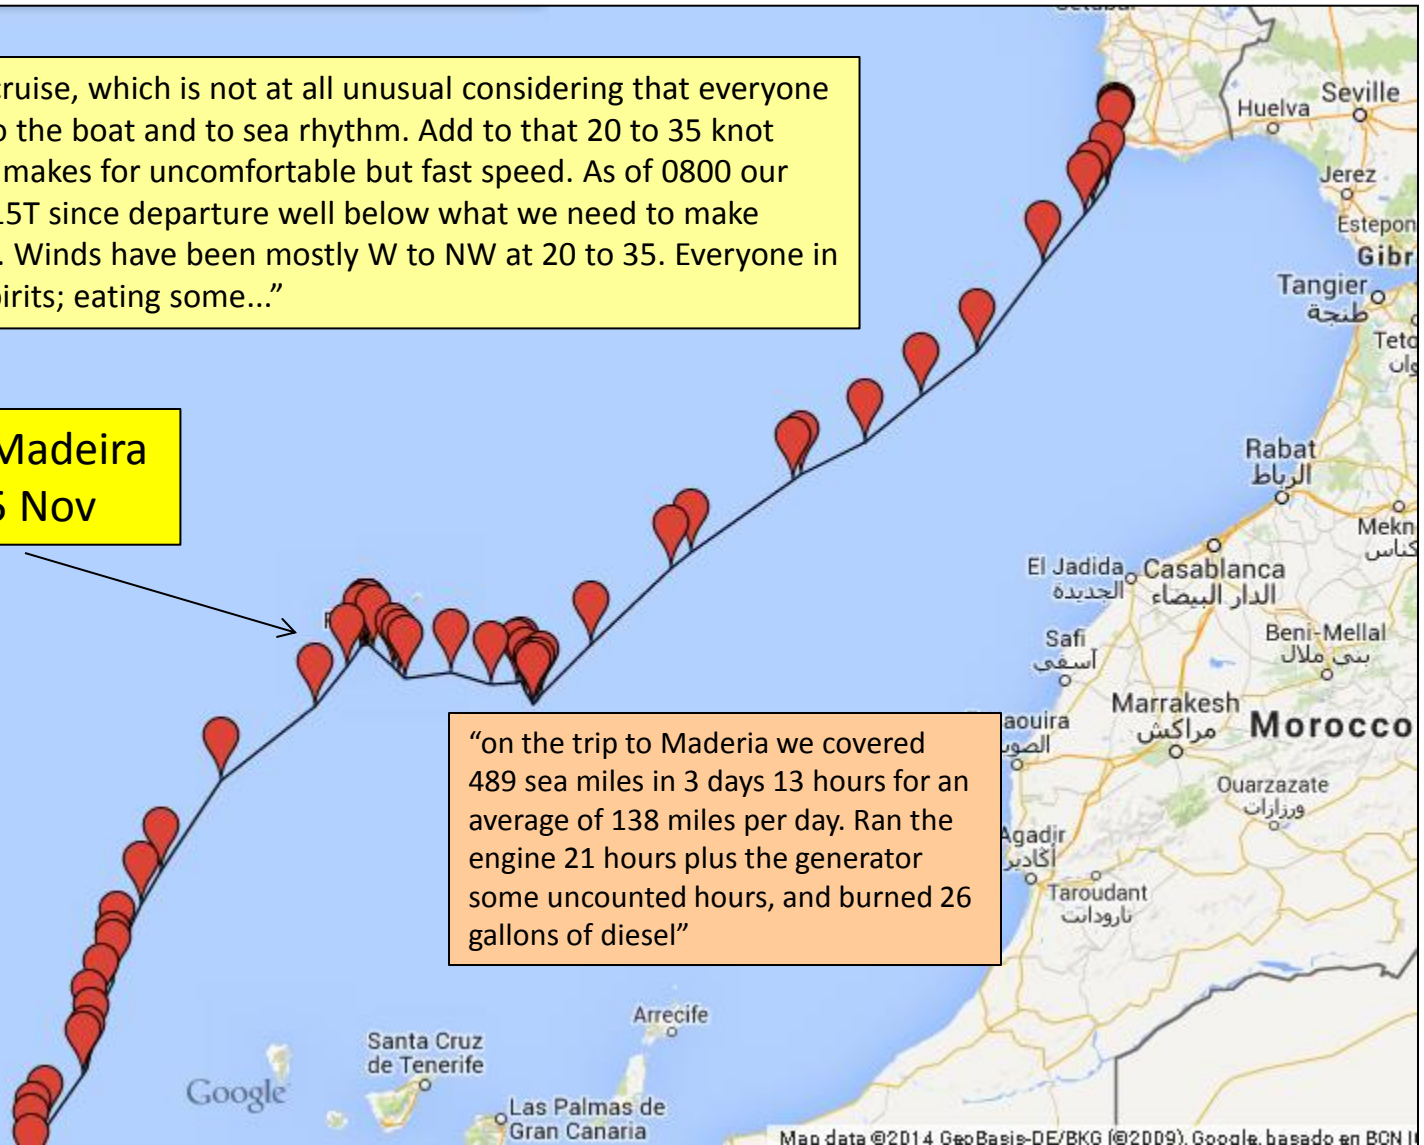 cruise, which is not at all unusual considering that everyone
o the boat and to sea rhythm. Add to that 20 to 35 knot
makes for uncomfortable but fast speed. As of 0800 our
15T since departure well below what we need to make
. Winds have been mostly W to NW at 20 to 35. Everyone in
pirits; eating some...”
Huelva
Seville
Jerez
Estepon
Gibr
Tangier
طنجة
Teto
وان
Madeira
5 Nov
Rabat
الرباط
Mekn
كناس
El Jadida
الجديدة
Casablanca
الدار البيضاء
Safi
آسفي
Beni-Mellal
بني ملال
Marrakesh
مراكش
Morocco
aouira
الصوي
Ouarzazate
ورزازات
Agadir
أكادير
Taroudant
تارودانت
“on the trip to Maderia we covered
489 sea miles in 3 days 13 hours for an
average of 138 miles per day. Ran the
engine 21 hours plus the generator
some uncounted hours, and burned 26
gallons of diesel”
Arrecife
Santa Cruz
de Tenerife
Google
Las Palmas de
Gran Canaria
Map data ©2014 GeoBasis-DE/BKG (©2009), Google, basado en BCN I